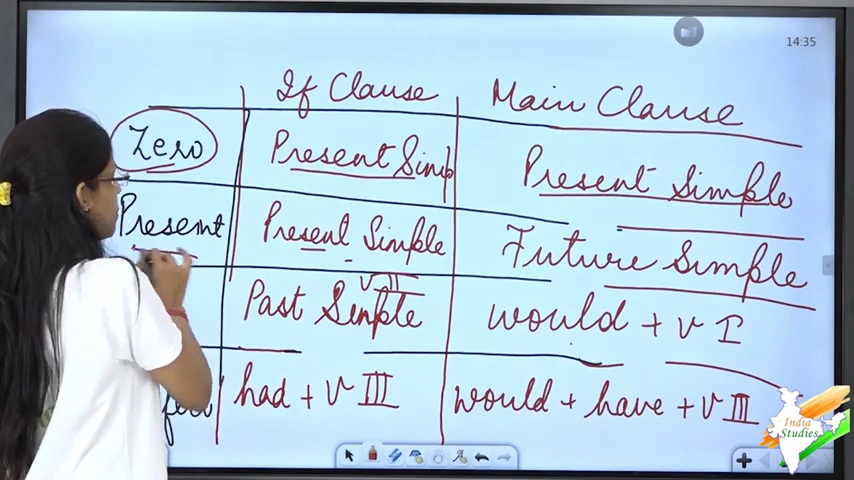 14:35
If Clause Main Clause
Zero Present Simp Present Simple
Present Present Simple Future Simple
V II
Past Simple would + V I
had + V III would + have + V III
India
Studies